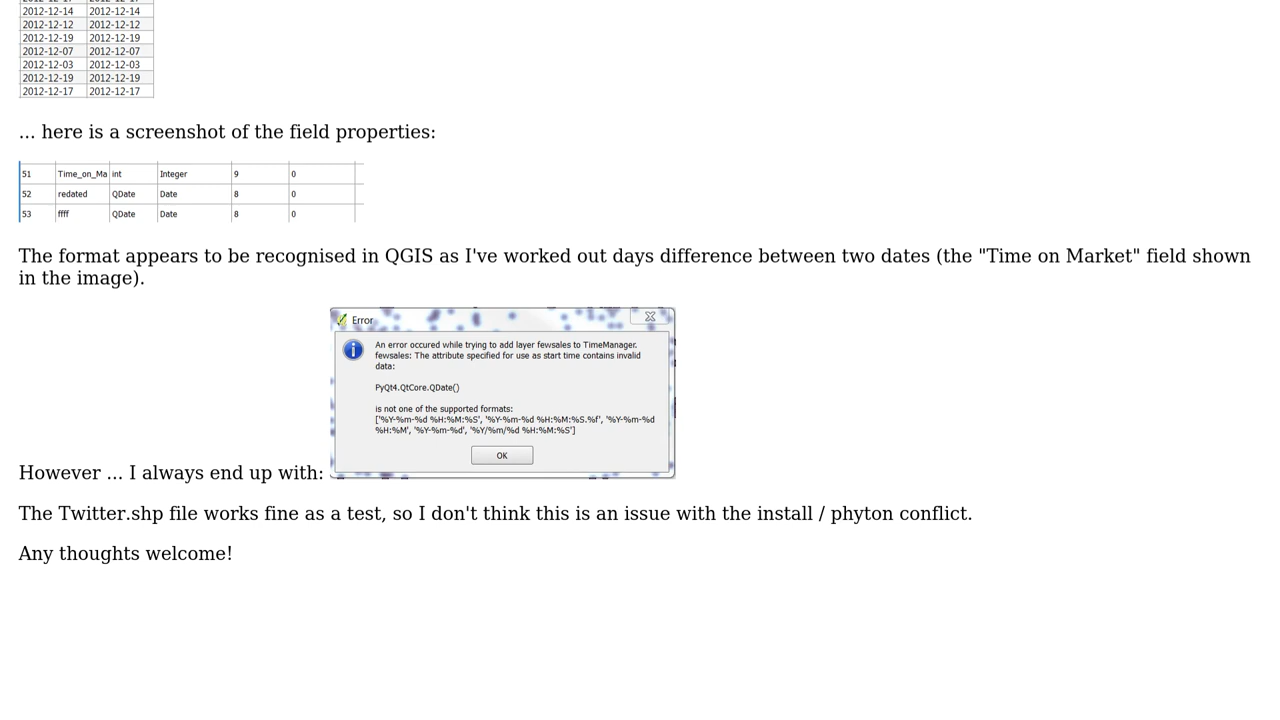 2012-12-14 2012-12-14
2012-12-12 2012-12-12
2012-12-19 2012-12-19
2012-12-07 2012-12-07
2012-12-03 2012-12-03
2012-12-19 2012-12-19
2012-12-17 2012-12-17
... here is a screenshot of the field properties:
51 Time_on_Ma int Integer 9 0
52 redated QDate Date 8 0
53 ffff QDate Date 8 0
The format appears to be recognised in QGIS as I've worked out days difference between two dates (the "Time on Market" field shown
in the image).
Error
An error occured while trying to add layer fewsales to TimeManager.
fewsales: The attribute specified for use as start time contains invalid
data:
PyQt4.QtCore.QDate()
is not one of the supported formats:
['%Y-%m-%d %H:%M:%S', '%Y-%m-%d %H:%M:%S.%f', '%Y-%m-%d
%H:%M', '%Y-%m-%d', '%Y/%m/%d %H:%M:%S']
OK
However ... I always end up with:
The Twitter.shp file works fine as a test, so I don't think this is an issue with the install / phyton conflict.
Any thoughts welcome!